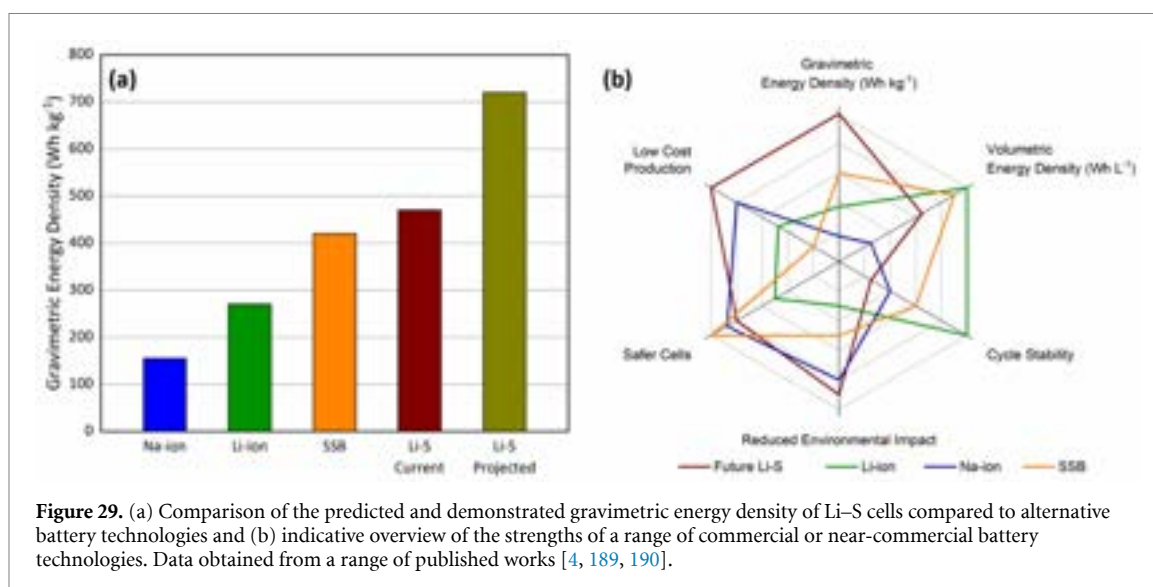 (a)
Gravimetric Energy Density (Wh kg⁻¹)
800
700
600
500
400
300
200
100
0
Na-ion
Li-ion
SSB
Li-S
Current
Li-S
Projected
(b)
Gravimetric
Energy Density (Wh kg⁻¹)
Volumetric
Energy Density (Wh L⁻¹)
Low Cost
Production
Safer Cells
Cycle Stability
Reduced Environmental Impact
Future Li-S Li-ion Na-ion SSB
Figure 29. (a) Comparison of the predicted and demonstrated gravimetric energy density of Li–S cells compared to alternative
battery technologies and (b) indicative overview of the strengths of a range of commercial or near-commercial battery
technologies. Data obtained from a range of published works [4, 189, 190].